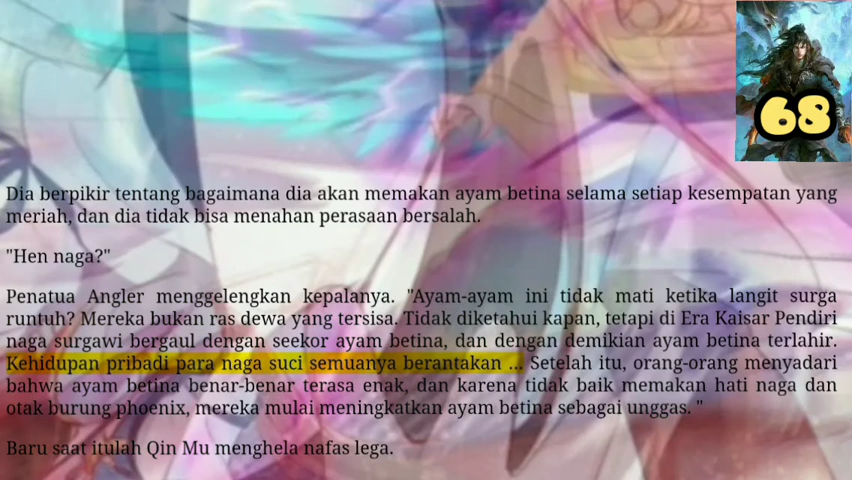 68
Dia berpikir tentang bagaimana dia akan memakan ayam betina selama setiap kesempatan yang
meriah, dan dia tidak bisa menahan perasaan bersalah.
"Hen naga?"
Penatua Angler menggelengkan kepalanya. "Ayam-ayam ini tidak mati ketika langit surga
runtuh? Mereka bukan ras dewa yang tersisa. Tidak diketahui kapan, tetapi di Era Kaisar Pendiri
naga surgawi bergaul dengan seekor ayam betina, dan dengan demikian ayam betina terlahir.
Kehidupan pribadi para naga suci semuanya berantakan ... Setelah itu, orang-orang menyadari
bahwa ayam betina benar-benar terasa enak, dan karena tidak baik memakan hati naga dan
otak burung phoenix, mereka mulai meningkatkan ayam betina sebagai unggas. "
Baru saat itulah Qin Mu menghela nafas lega.